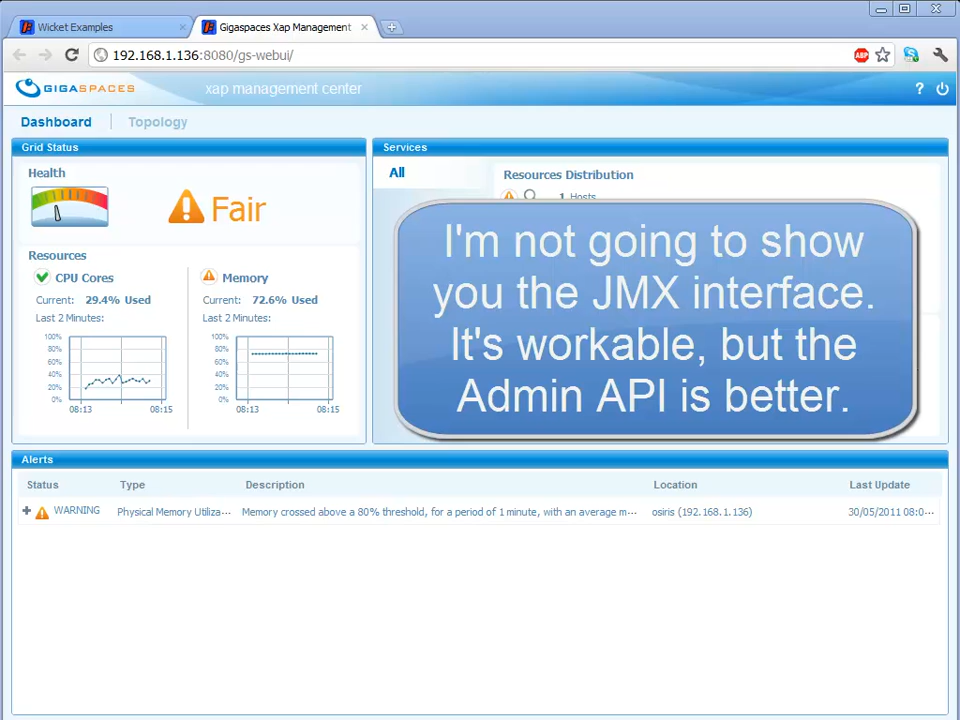 Wicket Examples
Gigaspaces Xap Management
192.168.1.136:8080/gs-webui/
ABP
GIGASPACES
xap management center
?
Dashboard
Topology
Grid Status
Health
Fair
Resources
CPU Cores
Current: 29.4% Used
Last 2 Minutes:
100%
80%
60%
40%
20%
0%
08:13
08:15
Memory
Current: 72.6% Used
Last 2 Minutes:
100%
80%
60%
40%
20%
0%
08:13
08:15
Services
All
Resources Distribution
1 Hosts
I'm not going to show
you the JMX interface.
It's workable, but the
Admin API is better.
Alerts
Status Type Description Location Last Update
WARNING Physical Memory Utiliza··· Memory crossed above a 80% threshold, for a period of 1 minute, with an average m··· osiris (192.168.1.136) 30/05/2011 08:0···